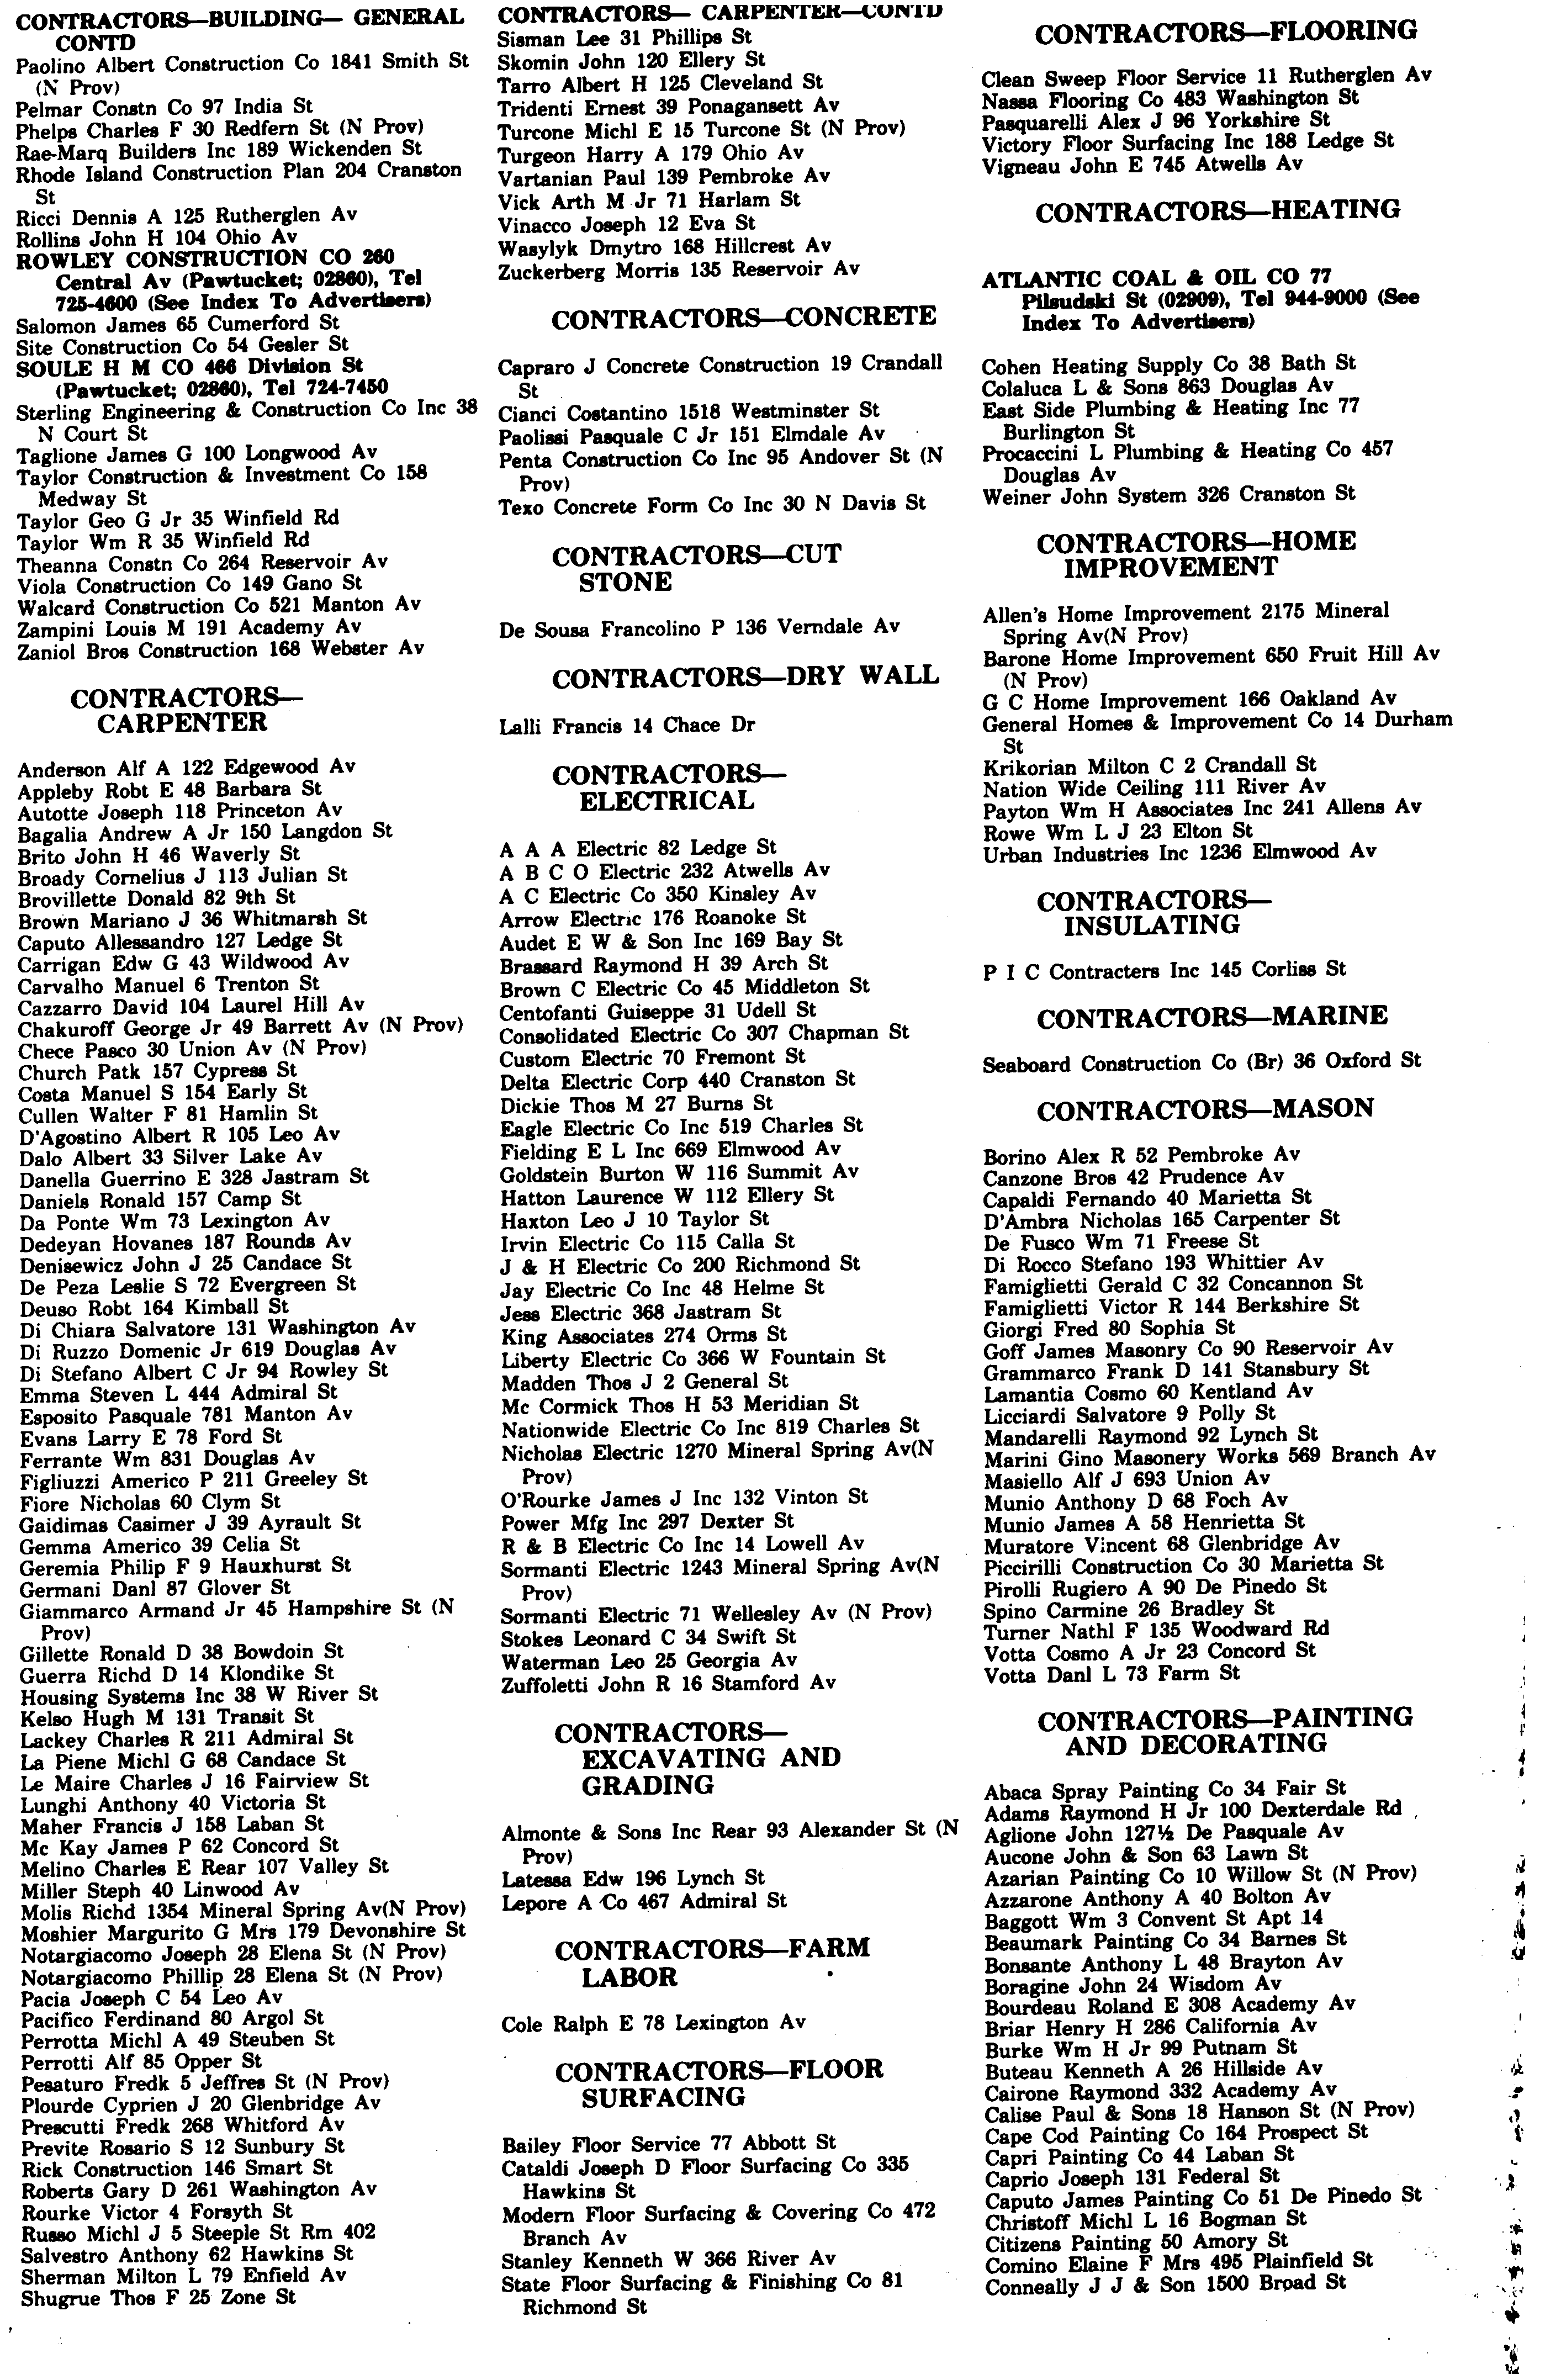 CONTRACTORS—BUILDING— GENERAL
CONTD
Paolino Albert Construction Co 1841 Smith St
(N Prov)
Pelmar Constn Co 97 India St
Phelps Charles F 30 Redfern St (N Prov)
Rae-Marq Builders Inc 189 Wickenden St
Rhode Island Construction Plan 204 Cranston
St
Ricci Dennis A 125 Rutherglen Av
Rollins John H 104 Ohio Av
ROWLEY CONSTRUCTION CO 260
Central Av (Pawtucket; 02860), Tel
725-4600 (See Index To Advertisers)
Salomon James 65 Cumerford St
Site Construction Co 54 Gesler St
SOULE H M CO 466 Division St
(Pawtucket; 02860), Tel 724-7450
Sterling Engineering & Construction Co Inc 38
N Court St
Taglione James G 100 Longwood Av
Taylor Construction & Investment Co 158
Medway St
Taylor Geo G Jr 35 Winfield Rd
Taylor Wm R 35 Winfield Rd
Theanna Constn Co 264 Reservoir Av
Viola Construction Co 149 Gano St
Walcard Construction Co 521 Manton Av
Zampini Louis M 191 Academy Av
Zaniol Bros Construction 168 Webster Av
CONTRACTORS—
CARPENTER
Anderson Alf A 122 Edgewood Av
Appleby Robt E 48 Barbara St
Autotte Joseph 118 Princeton Av
Bagalia Andrew A Jr 150 Langdon St
Brito John H 46 Waverly St
Broady Cornelius J 113 Julian St
Brovillette Donald 82 9th St
Brown Mariano J 36 Whitmarsh St
Caputo Allessandro 127 Ledge St
Carrigan Edw G 43 Wildwood Av
Carvalho Manuel 6 Trenton St
Cazzarro David 104 Laurel Hill Av
Chakuroff George Jr 49 Barrett Av (N Prov)
Chece Pasco 30 Union Av (N Prov)
Church Patk 157 Cypress St
Costa Manuel S 154 Early St
Cullen Walter F 81 Hamlin St
D'Agostino Albert R 105 Leo Av
Dalo Albert 33 Silver Lake Av
Danella Guerrino E 328 Jastram St
Daniels Ronald 157 Camp St
Da Ponte Wm 73 Lexington Av
Dedeyan Hovanes 187 Rounds Av
Denisewicz John J 25 Candace St
De Peza Leslie S 72 Evergreen St
Deuso Robt 164 Kimball St
Di Chiara Salvatore 131 Washington Av
Di Ruzzo Domenic Jr 619 Douglas Av
Di Stefano Albert C Jr 94 Rowley St
Emma Steven L 444 Admiral St
Esposito Pasquale 781 Manton Av
Evans Larry E 78 Ford St
Ferrante Wm 831 Douglas Av
Figliuzzi Americo P 211 Greeley St
Fiore Nicholas 60 Clym St
Gaidimas Casimer J 39 Ayrault St
Gemma Americo 39 Celia St
Geremia Philip F 9 Hauxhurst St
Germani Danl 87 Glover St
Giammarco Armand Jr 45 Hampshire St (N
Prov)
Gillette Ronald D 38 Bowdoin St
Guerra Richd D 14 Klondike St
Housing Systems Inc 38 W River St
Kelso Hugh M 131 Transit St
Lackey Charles R 211 Admiral St
La Piene Michl G 68 Candace St
Le Maire Charles J 16 Fairview St
Lunghi Anthony 40 Victoria St
Maher Francis J 158 Laban St
Mc Kay James P 62 Concord St
Melino Charles E Rear 107 Valley St
Miller Steph 40 Linwood Av
Molis Richd 1354 Mineral Spring Av(N Prov)
Moshier Margurito G Mrs 179 Devonshire St
Notargiacomo Joseph 28 Elena St (N Prov)
Notargiacomo Phillip 28 Elena St (N Prov)
Pacia Joseph C 54 Leo Av
Pacifico Ferdinand 80 Argol St
Perrotta Michl A 49 Steuben St
Perrotti Alf 85 Opper St
Pesaturo Fredk 5 Jeffres St (N Prov)
Plourde Cyprien J 20 Glenbridge Av
Prescutti Fredk 268 Whitford Av
Previte Rosario S 12 Sunbury St
Rick Construction 146 Smart St
Roberts Gary D 261 Washington Av
Rourke Victor 4 Forsyth St
Russo Michl J 5 Steeple St Rm 402
Salvestro Anthony 62 Hawkins St
Sherman Milton L 79 Enfield Av
Shugrue Thos F 25 Zone St
CONTRACTORS— CARPENTER—CONTD
Sisman Lee 31 Phillips St
Skomin John 120 Ellery St
Tarro Albert H 125 Cleveland St
Tridenti Ernest 39 Ponagansett Av
Turcone Michl E 15 Turcone St (N Prov)
Turgeon Harry A 179 Ohio Av
Vartanian Paul 139 Pembroke Av
Vick Arth M Jr 71 Harlam St
Vinacco Joseph 12 Eva St
Wasylyk Dmytro 168 Hillcrest Av
Zuckerberg Morris 135 Reservoir Av
CONTRACTORS—CONCRETE
Capraro J Concrete Construction 19 Crandall
St
Cianci Costantino 1518 Westminster St
Paolissi Pasquale C Jr 151 Elmdale Av
Penta Construction Co Inc 95 Andover St (N
Prov)
Texo Concrete Form Co Inc 30 N Davis St
CONTRACTORS—CUT
STONE
De Sousa Francolino P 136 Verndale Av
CONTRACTORS—DRY WALL
Lalli Francis 14 Chace Dr
CONTRACTORS—
ELECTRICAL
A A A Electric 82 Ledge St
A B C O Electric 232 Atwells Av
A C Electric Co 350 Kinsley Av
Arrow Electric 176 Roanoke St
Audet E W & Son Inc 169 Bay St
Brassard Raymond H 39 Arch St
Brown C Electric Co 45 Middleton St
Centofanti Guiseppe 31 Udell St
Consolidated Electric Co 307 Chapman St
Custom Electric 70 Fremont St
Delta Electric Corp 440 Cranston St
Dickie Thos M 27 Burns St
Eagle Electric Co Inc 519 Charles St
Fielding E L Inc 669 Elmwood Av
Goldstein Burton W 116 Summit Av
Hatton Laurence W 112 Ellery St
Haxton Leo J 10 Taylor St
Irvin Electric Co 115 Calla St
J & H Electric Co 200 Richmond St
Jay Electric Co Inc 48 Helme St
Jess Electric 368 Jastram St
King Associates 274 Orms St
Liberty Electric Co 366 W Fountain St
Madden Thos J 2 General St
Mc Cormick Thos H 53 Meridian St
Nationwide Electric Co Inc 819 Charles St
Nicholas Electric 1270 Mineral Spring Av(N
Prov)
O'Rourke James J Inc 132 Vinton St
Power Mfg Inc 297 Dexter St
R & B Electric Co Inc 14 Lowell Av
Sormanti Electric 1243 Mineral Spring Av(N
Prov)
Sormanti Electric 71 Wellesley Av (N Prov)
Stokes Leonard C 34 Swift St
Waterman Leo 25 Georgia Av
Zuffoletti John R 16 Stamford Av
CONTRACTORS—
EXCAVATING AND
GRADING
Almonte & Sons Inc Rear 93 Alexander St (N
Prov)
Latessa Edw 196 Lynch St
Lepore A Co 467 Admiral St
CONTRACTORS—FARM
LABOR
Cole Ralph E 78 Lexington Av
CONTRACTORS—FLOOR
SURFACING
Bailey Floor Service 77 Abbott St
Cataldi Joseph D Floor Surfacing Co 335
Hawkins St
Modern Floor Surfacing & Covering Co 472
Branch Av
Stanley Kenneth W 366 River Av
State Floor Surfacing & Finishing Co 81
Richmond St
CONTRACTORS—FLOORING
Clean Sweep Floor Service 11 Rutherglen Av
Nassa Flooring Co 483 Washington St
Pasquarelli Alex J 96 Yorkshire St
Victory Floor Surfacing Inc 188 Ledge St
Vigneau John E 745 Atwells Av
CONTRACTORS—HEATING
ATLANTIC COAL & OIL CO 77
Pilsudski St (02909), Tel 944-9000 (See
Index To Advertisers)
Cohen Heating Supply Co 38 Bath St
Colaluca L & Sons 863 Douglas Av
East Side Plumbing & Heating Inc 77
Burlington St
Procaccini L Plumbing & Heating Co 457
Douglas Av
Weiner John System 326 Cranston St
CONTRACTORS—HOME
IMPROVEMENT
Allen's Home Improvement 2175 Mineral
Spring Av(N Prov)
Barone Home Improvement 650 Fruit Hill Av
(N Prov)
G C Home Improvement 166 Oakland Av
General Homes & Improvement Co 14 Durham
St
Krikorian Milton C 2 Crandall St
Nation Wide Ceiling 111 River Av
Payton Wm H Associates Inc 241 Allens Av
Rowe Wm L J 23 Elton St
Urban Industries Inc 1236 Elmwood Av
CONTRACTORS—
INSULATING
P I C Contracters Inc 145 Corliss St
CONTRACTORS—MARINE
Seaboard Construction Co (Br) 36 Oxford St
CONTRACTORS—MASON
Borino Alex R 52 Pembroke Av
Canzone Bros 42 Prudence Av
Capaldi Fernando 40 Marietta St
D'Ambra Nicholas 165 Carpenter St
De Fusco Wm 71 Freese St
Di Rocco Stefano 193 Whittier Av
Famiglietti Gerald C 32 Concannon St
Famiglietti Victor R 144 Berkshire St
Giorgi Fred 80 Sophia St
Goff James Masonry Co 90 Reservoir Av
Grammarco Frank D 141 Stansbury St
Lamantia Cosmo 60 Kentland Av
Licciardi Salvatore 9 Polly St
Mandarelli Raymond 92 Lynch St
Marini Gino Masonery Works 569 Branch Av
Masiello Alf J 693 Union Av
Munio Anthony D 68 Foch Av
Munio James A 58 Henrietta St
Muratore Vincent 68 Glenbridge Av
Piccirilli Construction Co 30 Marietta St
Pirolli Rugiero A 90 De Pinedo St
Spino Carmine 26 Bradley St
Turner Nathl F 135 Woodward Rd
Votta Cosmo A Jr 23 Concord St
Votta Danl L 73 Farm St
CONTRACTORS—PAINTING
AND DECORATING
Abaca Spray Painting Co 34 Fair St
Adams Raymond H Jr 100 Dexterdale Rd
Aglione John 127½ De Pasquale Av
Aucone John & Son 63 Lawn St
Azarian Painting Co 10 Willow St (N Prov)
Azzarone Anthony A 40 Bolton Av
Baggott Wm 3 Convent St Apt 14
Beaumark Painting Co 34 Barnes St
Bonsante Anthony L 48 Brayton Av
Boragine John 24 Wisdom Av
Bourdeau Roland E 308 Academy Av
Briar Henry H 286 California Av
Burke Wm H Jr 99 Putnam St
Buteau Kenneth A 26 Hillside Av
Cairone Raymond 332 Academy Av
Calise Paul & Sons 18 Hanson St (N Prov)
Cape Cod Painting Co 164 Prospect St
Capri Painting Co 44 Laban St
Caprio Joseph 131 Federal St
Caputo James Painting Co 51 De Pinedo St
Christoff Michl L 16 Bogman St
Citizens Painting 50 Amory St
Comino Elaine F Mrs 495 Plainfield St
Conneally J J & Son 1500 Broad St